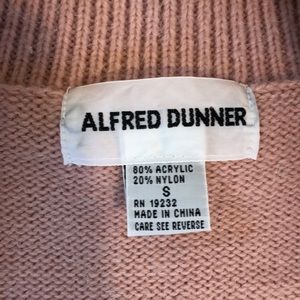 ALFRED DUNNER
80% ACRYLIC
20% NYLON
S
RN 19232
MADE IN CHINA
CARE SEE REVERSE